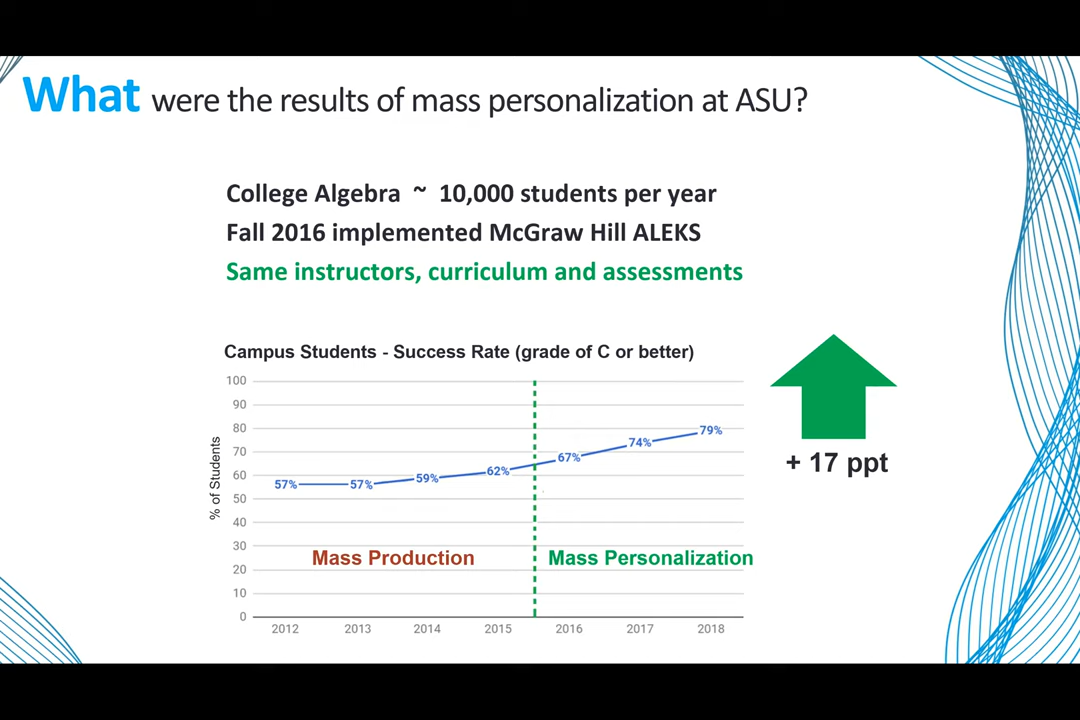 What were the results of mass personalization at ASU?
College Algebra ~ 10,000 students per year
Fall 2016 implemented McGraw Hill ALEKS
Same instructors, curriculum and assessments
Campus Students - Success Rate (grade of C or better)
100
90
80
70
60
50
40
30
20
10
0
% of Students
57%
57%
59%
62%
67%
74%
79%
Mass Production
Mass Personalization
2012 2013 2014 2015 2016 2017 2018
+ 17 ppt